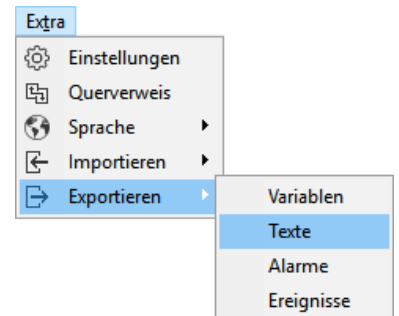 Extra
Einstellungen
Querverweis
Sprache
Importieren
Exportieren
Variablen
Texte
Alarme
Ereignisse